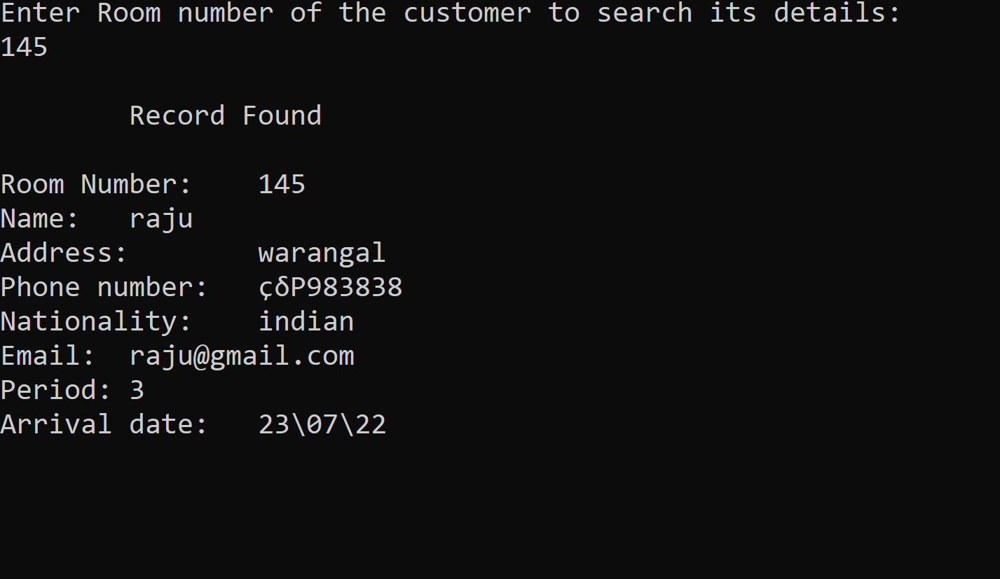 Enter Room number of the customer to search its details:
145
Record Found
Room Number: 145
Name: raju
Address: warangal
Phone number: çδP983838
Nationality: indian
Email: raju@gmail.com
Period: 3
Arrival date: 23\07\22